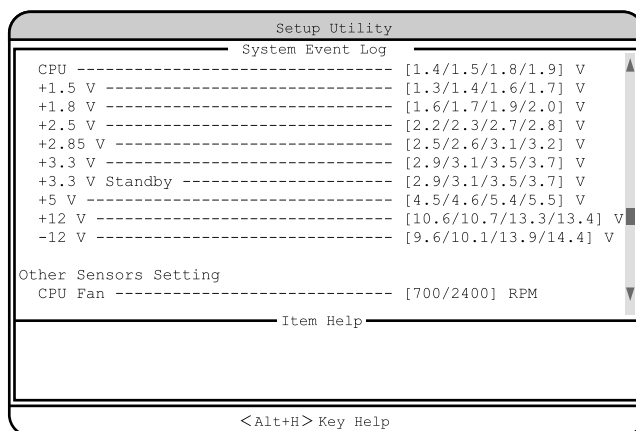 Setup Utility
System Event Log
CPU --------------------------------- [1.4/1.5/1.8/1.9] V
+1.5 V ------------------------------ [1.3/1.4/1.6/1.7] V
+1.8 V ------------------------------ [1.6/1.7/1.9/2.0] V
+2.5 V ------------------------------ [2.2/2.3/2.7/2.8] V
+2.85 V ----------------------------- [2.5/2.6/3.1/3.2] V
+3.3 V ------------------------------ [2.9/3.1/3.5/3.7] V
+3.3 V Standby ---------------------- [2.9/3.1/3.5/3.7] V
+5 V -------------------------------- [4.5/4.6/5.4/5.5] V
+12 V ------------------------------- [10.6/10.7/13.3/13.4] V
-12 V ------------------------------- [9.6/10.1/13.9/14.4] V
Other Sensors Setting
CPU Fan ----------------------------- [700/2400] RPM
Item Help
<Alt+H> Key Help